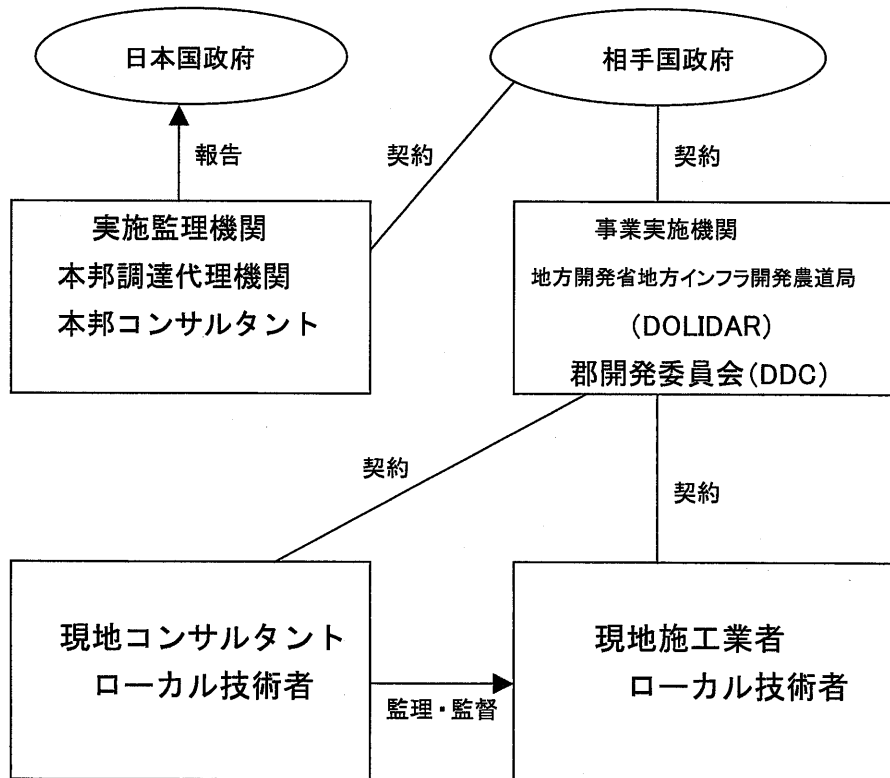 日本国政府
相手国政府
報告
契約
契約
実施監理機関
本邦調達代理機関
本邦コンサルタント
事業実施機関
地方開発省地方インフラ開発農道局
(DOLIDAR)
郡開発委員会(DDC)
契約
契約
現地コンサルタント
ローカル技術者
監理・監督
現地施工業者
ローカル技術者